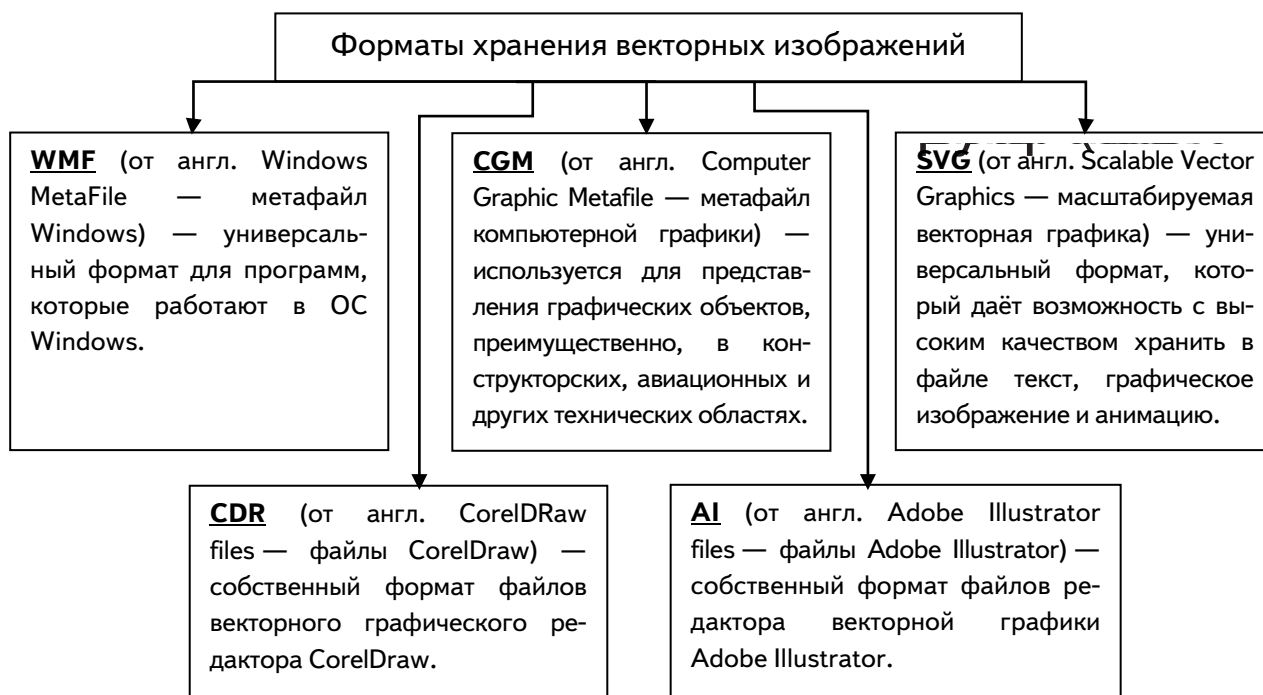 Форматы хранения векторных изображений
WMF (от англ. Windows
MetaFile — метафайл
Windows) — универсаль-
ный формат для программ,
которые работают в ОС
Windows.
CGM (от англ. Computer
Graphic Metafile — метафайл
компьютерной графики) —
используется для представ-
ления графических объектов,
преимущественно, в кон-
структорских, авиационных и
других технических областях.
SVG (от англ. Scalable Vector
Graphics — масштабируемая
векторная графика) — уни-
версальный формат, кото-
рый даёт возможность с вы-
соким качеством хранить в
файле текст, графическое
изображение и анимацию.
CDR (от англ. CorelDRaw
files — файлы CorelDraw) —
собственный формат файлов
векторного графического ре-
дактора CorelDraw.
AI (от англ. Adobe Illustrator
files — файлы Adobe Illustrator) —
собственный формат файлов ре-
дактора векторной графики
Adobe Illustrator.